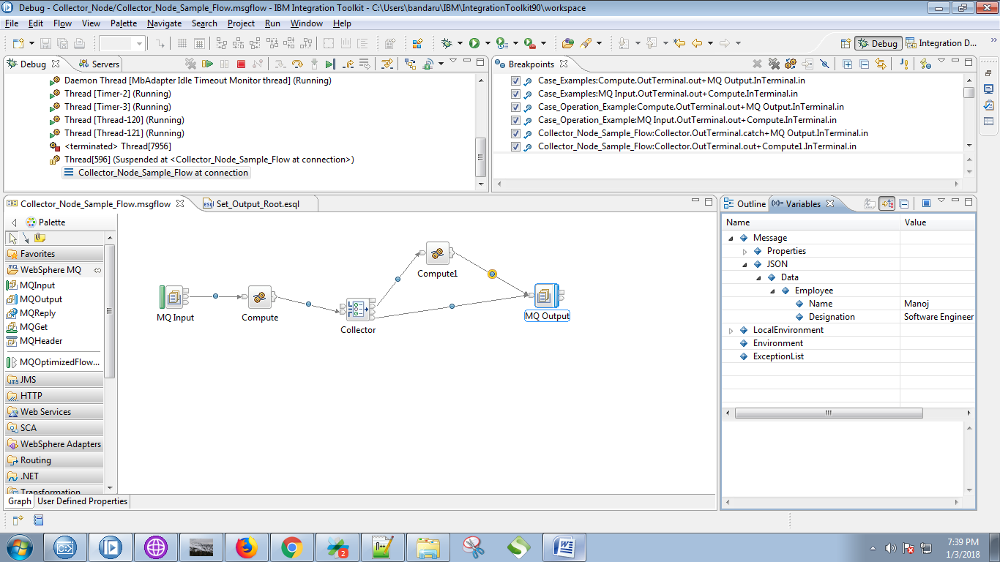 Debug - Collector_Node/Collector_Node_Sample_Flow.msgflow - IBM Integration Toolkit - C:\Users\bandaru\IBM\IntegrationToolkit90\workspace
File Edit Flow View Palette Navigate Search Project Run Window Help
Debug Integration D...
Debug Servers
Daemon Thread [MbAdapter Idle Timeout Monitor thread] (Running)
Thread [Timer-2] (Running)
Thread [Timer-3] (Running)
Thread [Thread-120] (Running)
Thread [Thread-121] (Running)
<terminated> Thread[7956]
Thread[596] (Suspended at <Collector_Node_Sample_Flow at connection>)
Collector_Node_Sample_Flow at connection
Breakpoints
Case_Examples:Compute.OutTerminal.out+MQ Output.InTerminal.in
Case_Examples:MQ Input.OutTerminal.out+Compute.InTerminal.in
Case_Operation_Example:Compute.OutTerminal.out+MQ Output.InTerminal.in
Case_Operation_Example:MQ Input.OutTerminal.out+Compute.InTerminal.in
Collector_Node_Sample_Flow:Collector.OutTerminal.catch+MQ Output.InTerminal.in
Collector_Node_Sample_Flow:Collector.OutTerminal.out+Compute1.InTerminal.in
Collector_Node_Sample_Flow.msgflow Set_Output_Root.esql
Palette
Favorites
WebSphere MQ
MQInput
MQOutput
MQReply
MQGet
MQHeader
MQOptimizedFlow...
JMS
HTTP
Web Services
SCA
WebSphere Adapters
Routing
.NET
Transformation
MQ Input
Compute
Collector
Compute1
MQ Output
Graph User Defined Properties
Outline (x)= Variables
Name Value
Message
Properties
JSON
Data
Employee
Name Manoj
Designation Software Engineer
LocalEnvironment
Environment
ExceptionList
7:39 PM
1/3/2018